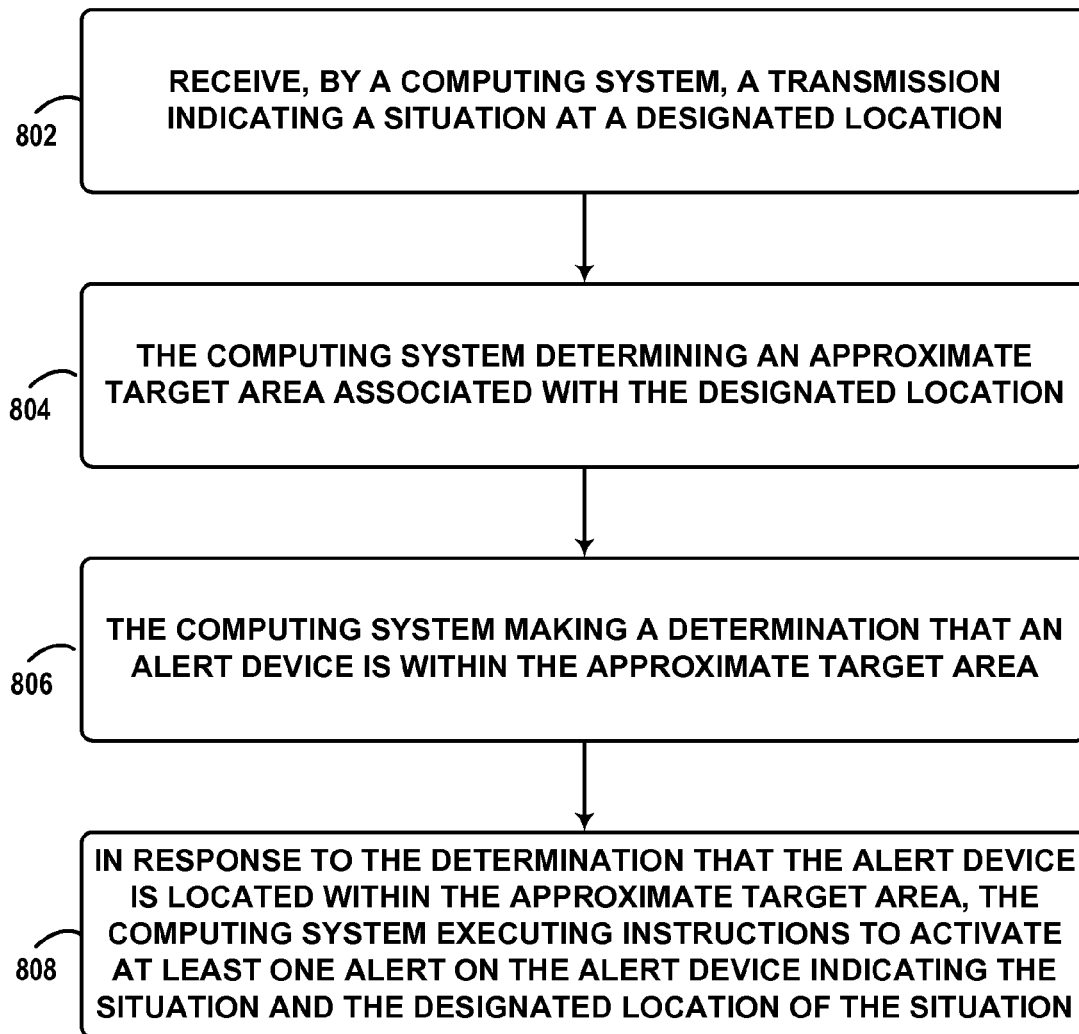 802
RECEIVE, BY A COMPUTING SYSTEM, A TRANSMISSION
INDICATING A SITUATION AT A DESIGNATED LOCATION
804
THE COMPUTING SYSTEM DETERMINING AN APPROXIMATE
TARGET AREA ASSOCIATED WITH THE DESIGNATED LOCATION
806
THE COMPUTING SYSTEM MAKING A DETERMINATION THAT AN
ALERT DEVICE IS WITHIN THE APPROXIMATE TARGET AREA
808
IN RESPONSE TO THE DETERMINATION THAT THE ALERT DEVICE
IS LOCATED WITHIN THE APPROXIMATE TARGET AREA, THE
COMPUTING SYSTEM EXECUTING INSTRUCTIONS TO ACTIVATE
AT LEAST ONE ALERT ON THE ALERT DEVICE INDICATING THE
SITUATION AND THE DESIGNATED LOCATION OF THE SITUATION